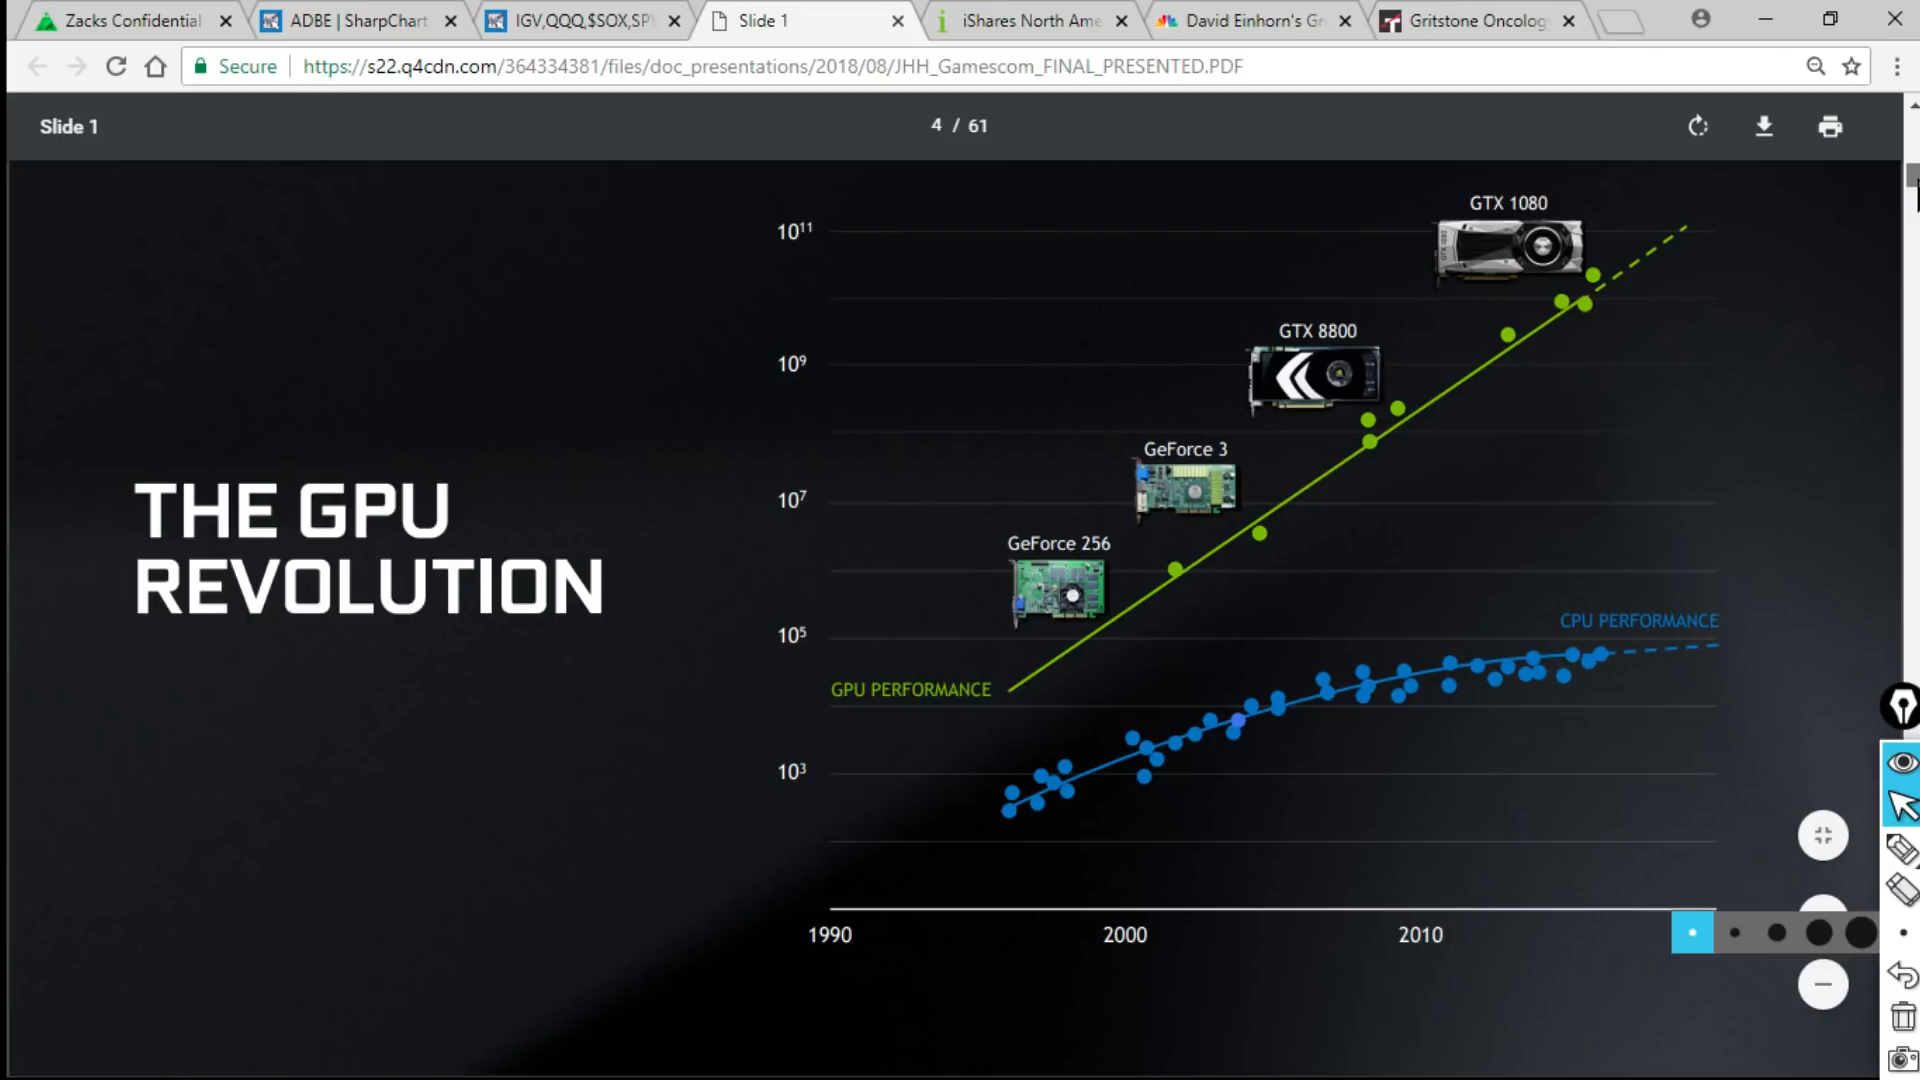 Zacks Confidential
ADBE | SharpChart
IGV,QQQ,$SOX,SP
Slide 1
iShares North Ame
David Einhorn's Gr
Gritstone Oncolog
Secure
https://s22.q4cdn.com/364334381/files/doc_presentations/2018/08/JHH_Gamescom_FINAL_PRESENTED.PDF
Slide 1
4 / 61
THE GPU
REVOLUTION
10¹¹
10⁹
10⁷
10⁵
10³
GTX 1080
GTX 8800
GeForce 3
GeForce 256
CPU PERFORMANCE
GPU PERFORMANCE
1990
2000
2010